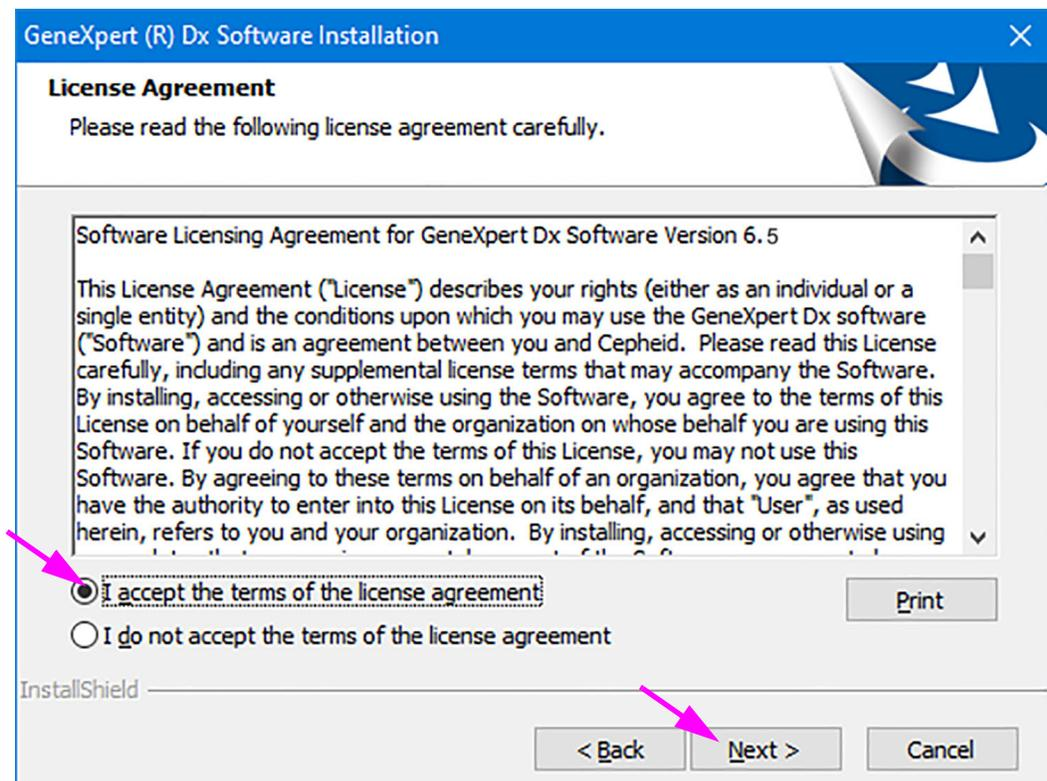 GeneXpert (R) Dx Software Installation
License Agreement
Please read the following license agreement carefully.
Software Licensing Agreement for GeneXpert Dx Software Version 6.5
This License Agreement ("License") describes your rights (either as an individual or a
single entity) and the conditions upon which you may use the GeneXpert Dx software
("Software") and is an agreement between you and Cepheid.  Please read this License
carefully, including any supplemental license terms that may accompany the Software.
By installing, accessing or otherwise using the Software, you agree to the terms of this
License on behalf of yourself and the organization on whose behalf you are using this
Software. If you do not accept the terms of this License, you may not use this
Software. By agreeing to these terms on behalf of an organization, you agree that you
have the authority to enter into this License on its behalf, and that "User", as used
herein, refers to you and your organization.  By installing, accessing or otherwise using
I accept the terms of the license agreement
Print
I do not accept the terms of the license agreement
InstallShield
< Back
Next >
Cancel